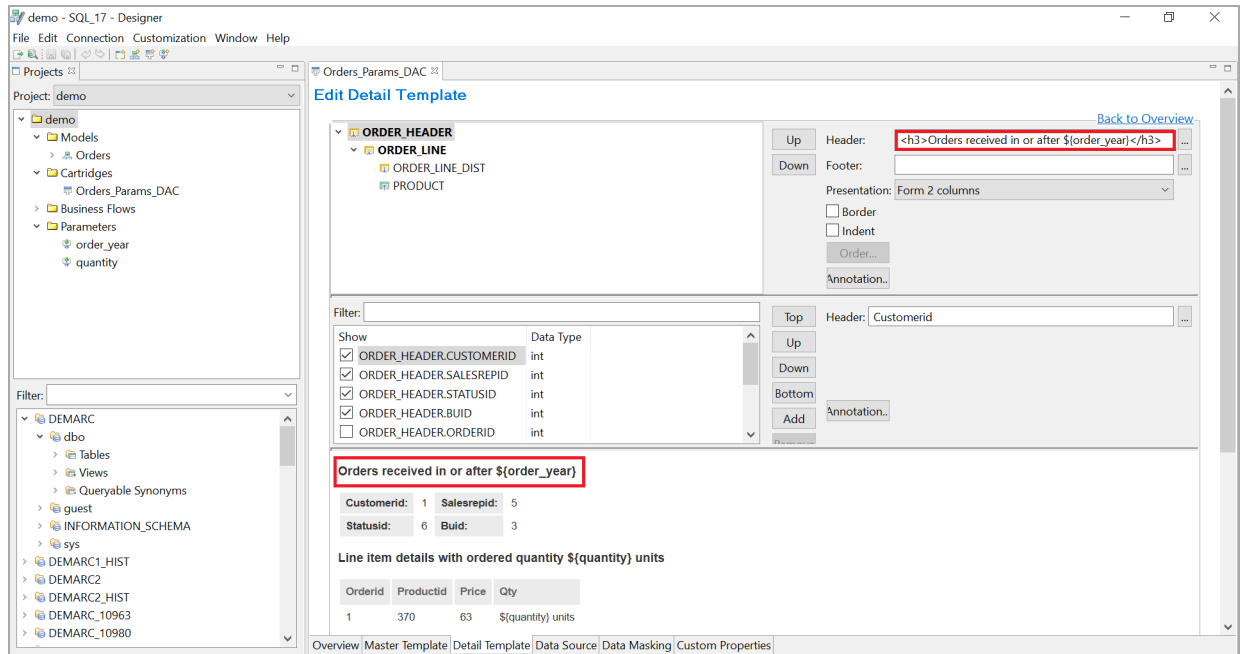 demo - SQL_17 - Designer
File Edit Connection Customization Window Help
Projects
Project: demo
demo
Models
Orders
Cartridges
Orders_Params_DAC
Business Flows
Parameters
order_year
quantity
Filter:
DEMARC
dbo
Tables
Views
Queryable Synonyms
guest
INFORMATION_SCHEMA
sys
DEMARC1_HIST
DEMARC2
DEMARC2_HIST
DEMARC_10963
DEMARC_10980
Orders_Params_DAC
Edit Detail Template
Back to Overview
ORDER_HEADER
ORDER_LINE
ORDER_LINE_DIST
PRODUCT
Up
Down
Header: <h3>Orders received in or after ${order_year}</h3> ...
Footer: ...
Presentation: Form 2 columns
Border
Indent
Order...
Annotation..
Filter:
Show Data Type
ORDER_HEADER.CUSTOMERID int
ORDER_HEADER.SALESREPID int
ORDER_HEADER.STATUSID int
ORDER_HEADER.BUID int
ORDER_HEADER.ORDERID int
Top
Up
Down
Bottom
Add
Header: Customerid ...
Annotation..
Orders received in or after ${order_year}
Customerid: 1 Salesrepid: 5
Statusid: 6 Buid: 3
Line item details with ordered quantity ${quantity} units
Orderid Productid Price Qty
1 370 63 ${quantity} units
Overview Master Template Detail Template Data Source Data Masking Custom Properties